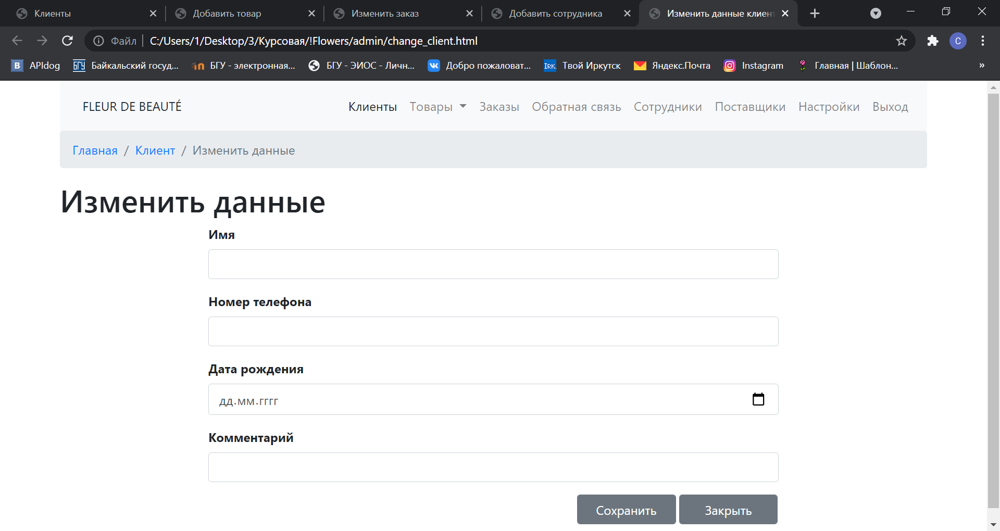 Клиенты
Добавить товар
Изменить заказ
Добавить сотрудника
Изменить данные клиен
Файл
C:/Users/1/Desktop/3/Курсовая/!Flowers/admin/change_client.html
C
B APIdog
БГУ Байкальский госуд...
БГУ - электронная...
БГУ - ЭИОС - Личн...
Добро пожаловат...
IRK. Твой Иркутск
Яндекс.Почта
Instagram
Главная | Шаблон...
»
FLEUR DE BEAUTÉ
Клиенты Товары Заказы Обратная связь Сотрудники Поставщики Настройки Выход
Главная / Клиент / Изменить данные
Изменить данные
Имя
Номер телефона
Дата рождения
дд.мм.гггг
Комментарий
Сохранить Закрыть